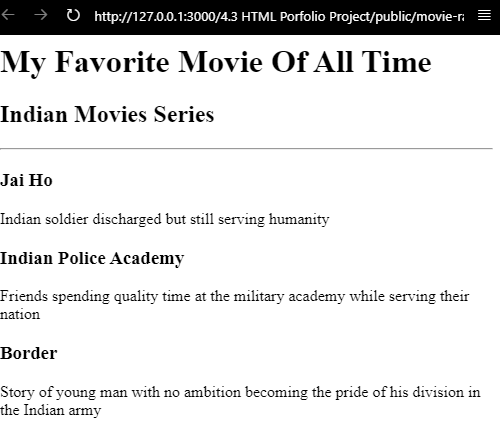 http://127.0.0.1:3000/4.3 HTML Porfolio Project/public/movie-ra
My Favorite Movie Of All Time
Indian Movies Series
Jai Ho
Indian soldier discharged but still serving humanity
Indian Police Academy
Friends spending quality time at the military academy while serving their
nation
Border
Story of young man with no ambition becoming the pride of his division in
the Indian army